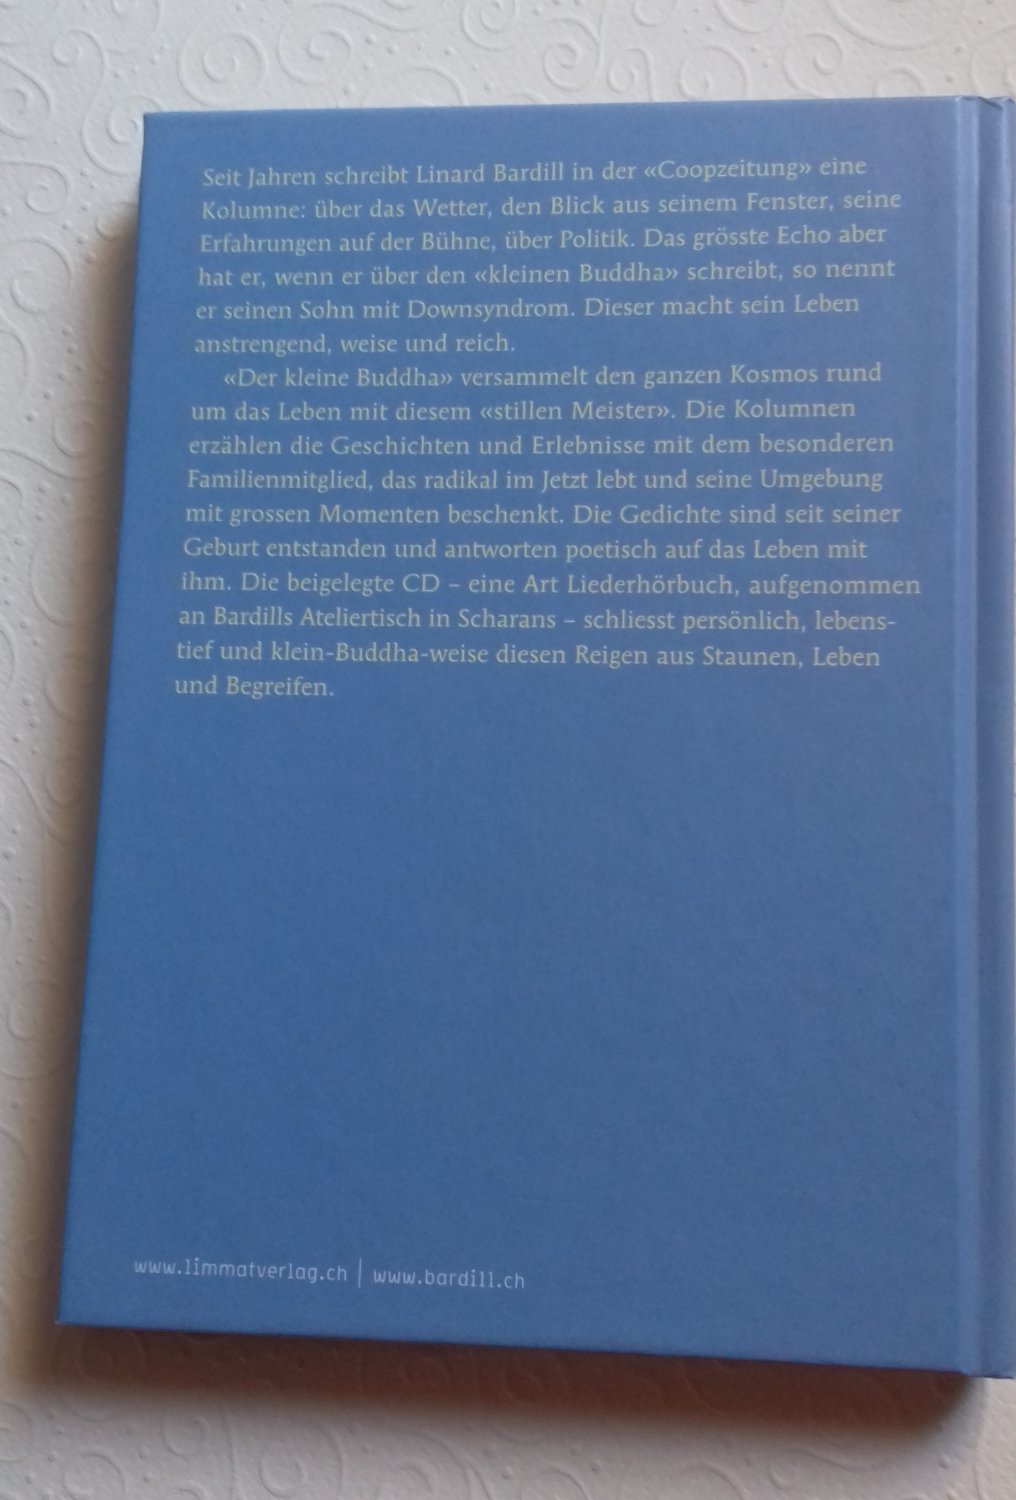 Seit Jahren schreibt Linard Bardill in der «Coopzeitung» eine
Kolumne: über das Wetter, den Blick aus seinem Fenster, seine
Erfahrungen auf der Bühne, über Politik. Das grösste Echo aber
hat er, wenn er über den «kleinen Buddha» schreibt, so nennt
er seinen Sohn mit Downsyndrom. Dieser macht sein Leben
anstrengend, weise und reich.
«Der kleine Buddha» versammelt den ganzen Kosmos rund
um das Leben mit diesem «stillen Meister». Die Kolumnen
erzählen die Geschichten und Erlebnisse mit dem besonderen
Familienmitglied, das radikal im Jetzt lebt und seine Umgebung
mit grossen Momenten beschenkt. Die Gedichte sind seit seiner
Geburt entstanden und antworten poetisch auf das Leben mit
ihm. Die beigelegte CD – eine Art Liederhörbuch, aufgenommen
an Bardills Ateliertisch in Scharans – schliesst persönlich, lebens-
tief und klein-Buddha-weise diesen Reigen aus Staunen, Leben
und Begreifen.
www.limmatverlag.ch | www.bardill.ch